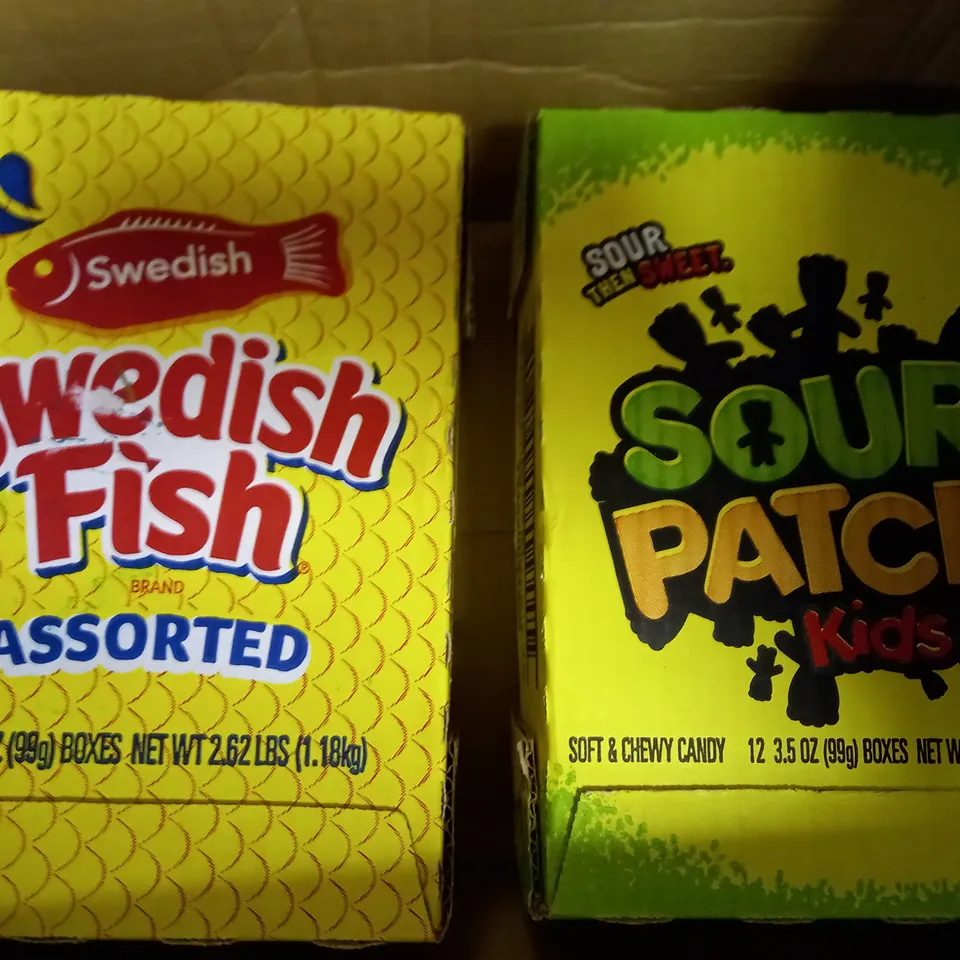 Swedish
Swedish
Fish®
BRAND
ASSORTED
(99g) BOXES NET WT 2.62 LBS (1.18kg)
SOUR
THEN SWEET.
SOUR
PATCH
Kids
SOFT & CHEWY CANDY 12 3.5 OZ (99g) BOXES NET W